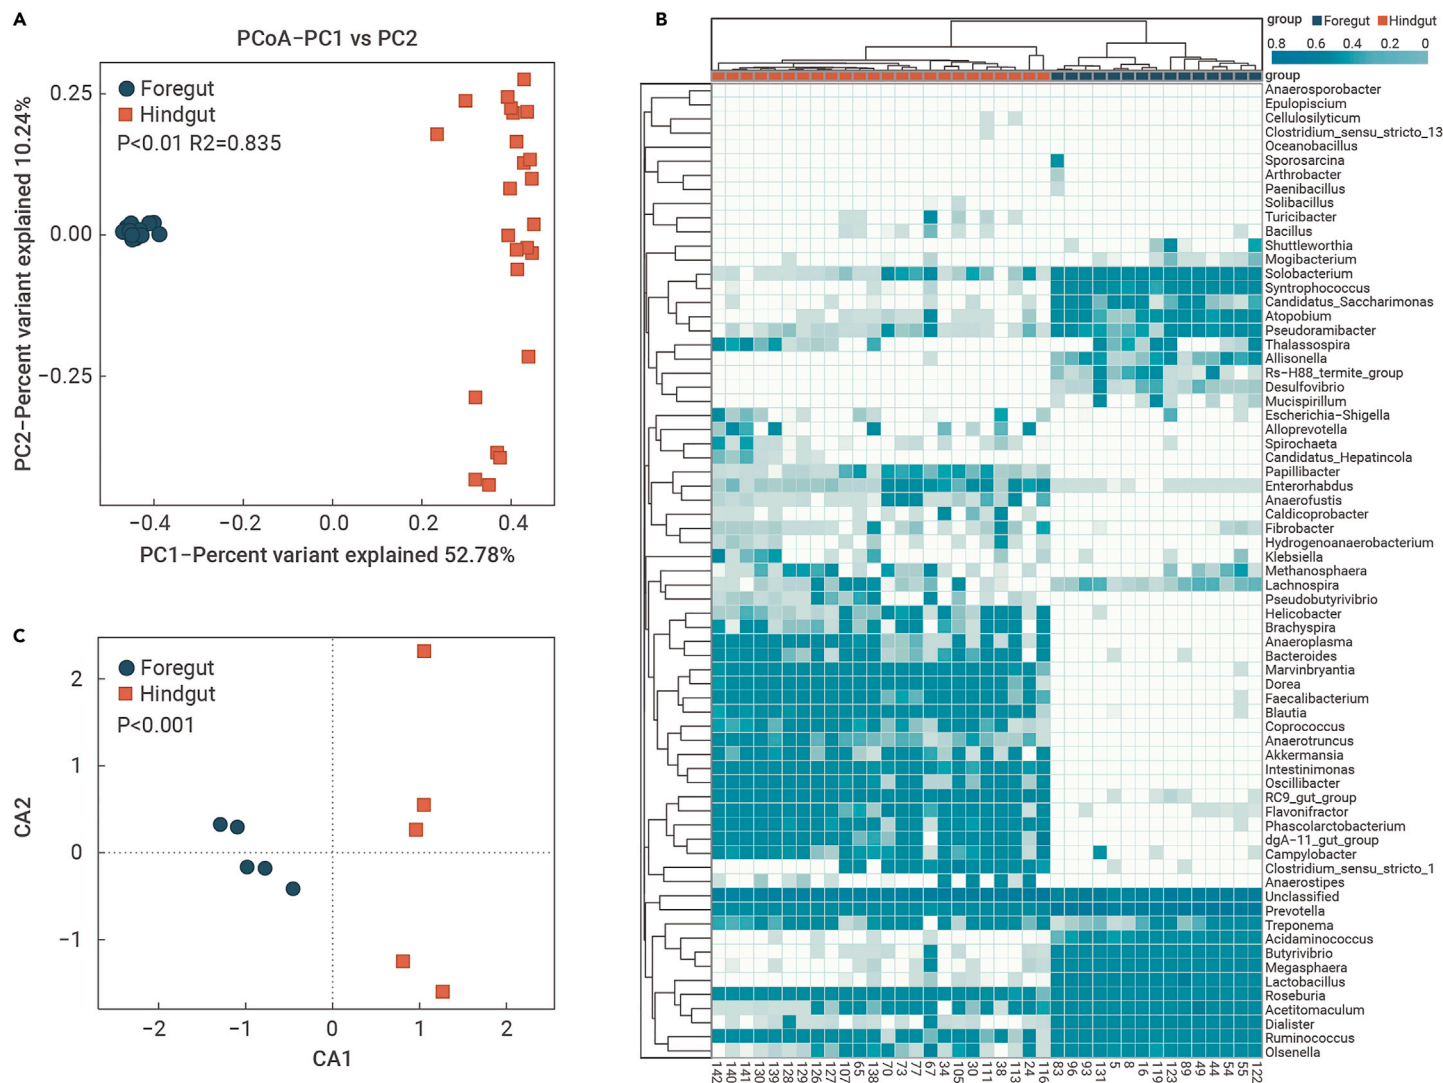 A
PCoA-PC1 vs PC2
Foregut
Hindgut
P<0.01 R2=0.835
0.25
0.00
−0.25
PC2-Percent variant explained 10.24%
−0.4 −0.2 0.0 0.2 0.4
PC1-Percent variant explained 52.78%
B
group Foregut Hindgut
0.8 0.6 0.4 0.2 0
group
Anaerosporobacter
Epulopiscium
Cellulosilyticum
Clostridium_sensu_stricto_13
Oceanobacillus
Sporosarcina
Arthrobacter
Paenibacillus
Solibacillus
Turicibacter
Bacillus
Shuttleworthia
Mogibacterium
Solobacterium
Syntrophococcus
Candidatus_Saccharimonas
Atopobium
Pseudoramibacter
Thalassospira
Allisonella
Rs-H88_termite_group
Desulfovibrio
Mucispirillum
Escherichia-Shigella
Alloprevotella
Spirochaeta
Candidatus_Hepatincola
Papillibacter
Enterorhabdus
Anaerofustis
Caldicoprobacter
Fibrobacter
Hydrogenoanaerobacterium
Klebsiella
Methanosphaera
Lachnospira
Pseudobutyrivibrio
Helicobacter
Brachyspira
Anaeroplasma
Bacteroides
Marvinbryantia
Dorea
Faecalibacterium
Blautia
Coprococcus
Anaerotruncus
Akkermansia
Intestinimonas
Oscillibacter
RC9_gut_group
Flavonifractor
Phascolarctobacterium
dgA-11_gut_group
Campylobacter
Clostridium_sensu_stricto_1
Anaerostipes
Unclassified
Prevotella
Treponema
Acidaminococcus
Butyrivibrio
Megasphaera
Lactobacillus
Roseburia
Acetitomaculum
Dialister
Ruminococcus
Olsenella
142 140 141 130 139 128 129 126 127 107 65 138 70 73 77 67 34 105 30 111 38 113 24 116 83 96 93 131 5 8 16 119 123 89 49 44 54 55 122
C
Foregut
Hindgut
P<0.001
2
1
0
−1
CA2
−2 −1 0 1 2
CA1